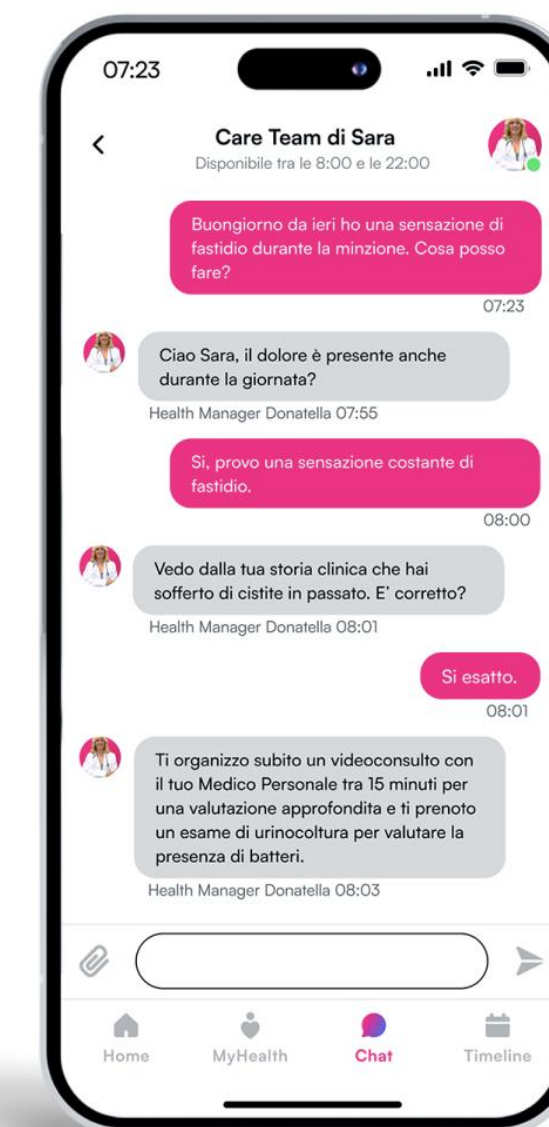 07:23
Care Team di Sara
Disponibile tra le 8:00 e le 22:00
Buongiorno da ieri ho una sensazione di
fastidio durante la minzione. Cosa posso
fare?
07:23
Ciao Sara, il dolore è presente anche
durante la giornata?
Health Manager Donatella 07:55
Si, provo una sensazione costante di
fastidio.
08:00
Vedo dalla tua storia clinica che hai
sofferto di cistite in passato. E' corretto?
Health Manager Donatella 08:01
Si esatto.
08:01
Ti organizzo subito un videoconsulto con
il tuo Medico Personale tra 15 minuti per
una valutazione approfondita e ti prenoto
un esame di urinocoltura per valutare la
presenza di batteri.
Health Manager Donatella 08:03
Home MyHealth Chat Timeline